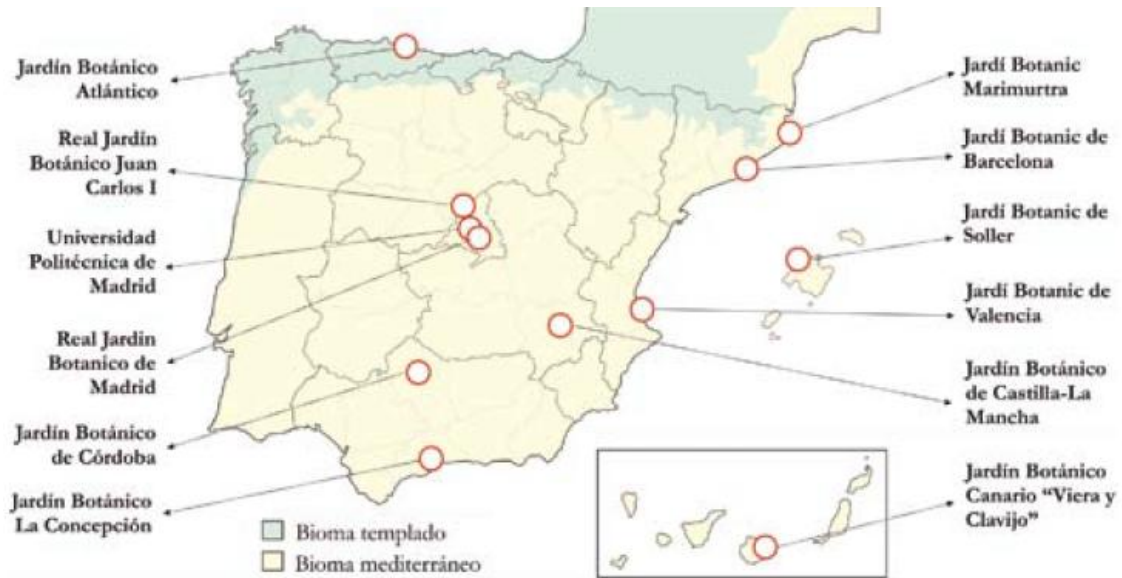 Jardín Botánico
Atlántico
Real Jardín
Botánico Juan
Carlos I
Universidad
Politécnica de
Madrid
Real Jardín
Botanico de
Madrid
Jardín Botánico
de Córdoba
Jardín Botánico
La Concepción
Jardí Botanic
Marimurtra
Jardí Botanic de
Barcelona
Jardí Botanic de
Soller
Jardí Botanic de
Valencia
Jardín Botánico
de Castilla-La
Mancha
Jardín Botánico
Canario “Viera y
Clavijo”
Bioma templado
Bioma mediterráneo